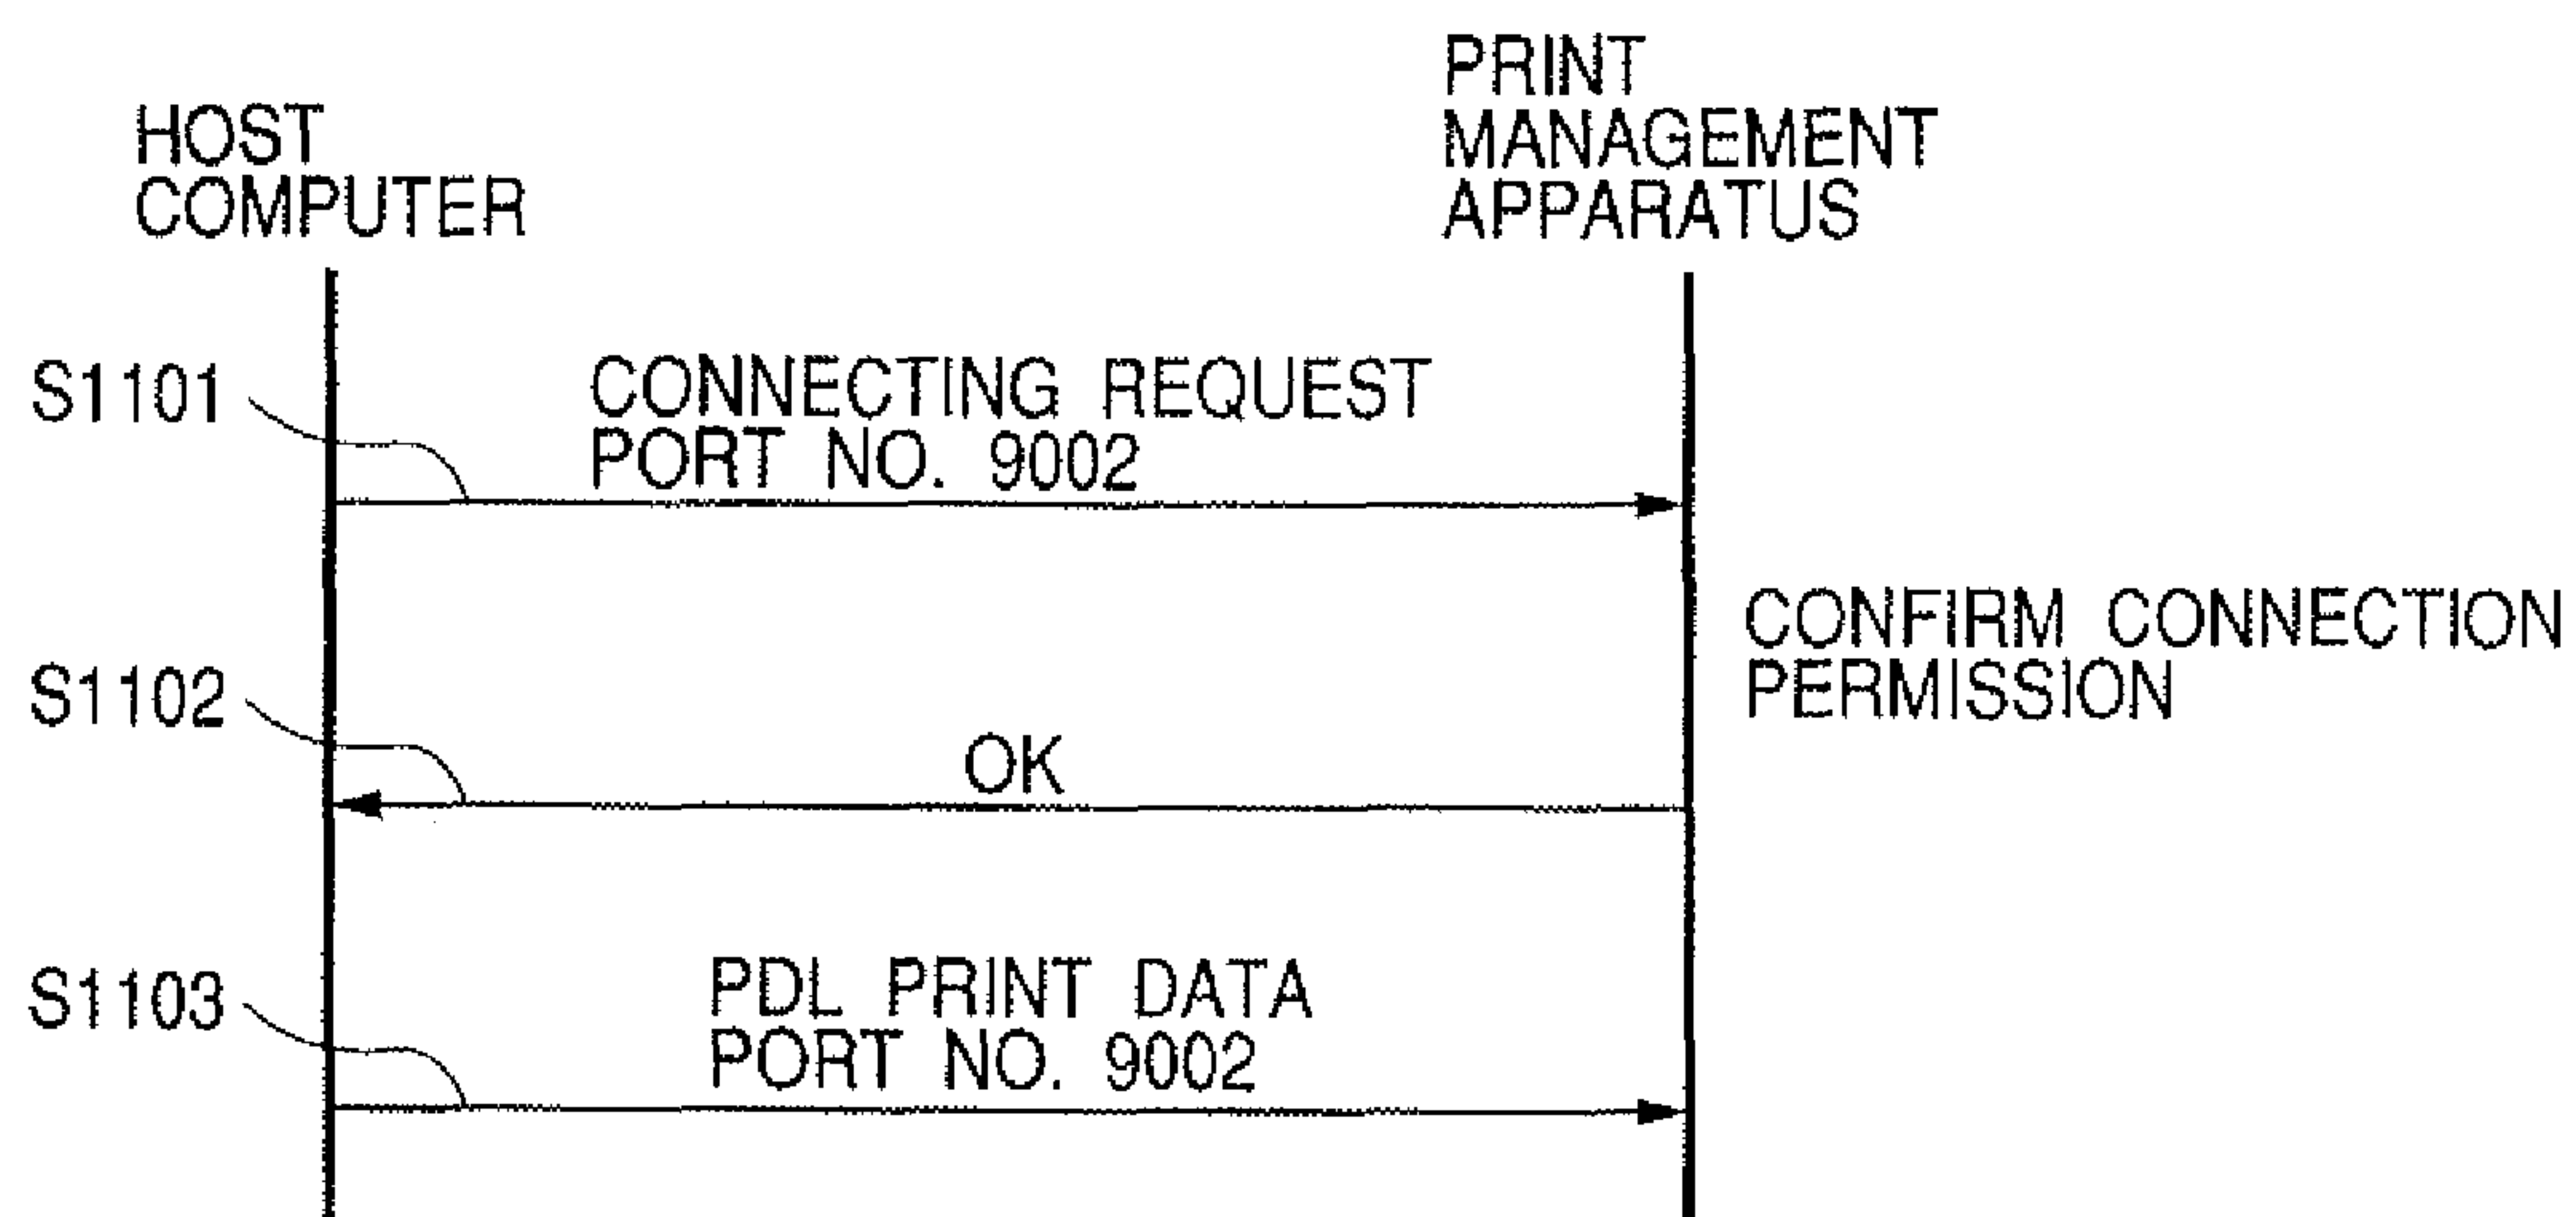 HOST
COMPUTER
PRINT
MANAGEMENT
APPARATUS
S1101
CONNECTING REQUEST
PORT NO. 9002
CONFIRM CONNECTION
PERMISSION
S1102
OK
S1103
PDL PRINT DATA
PORT NO. 9002